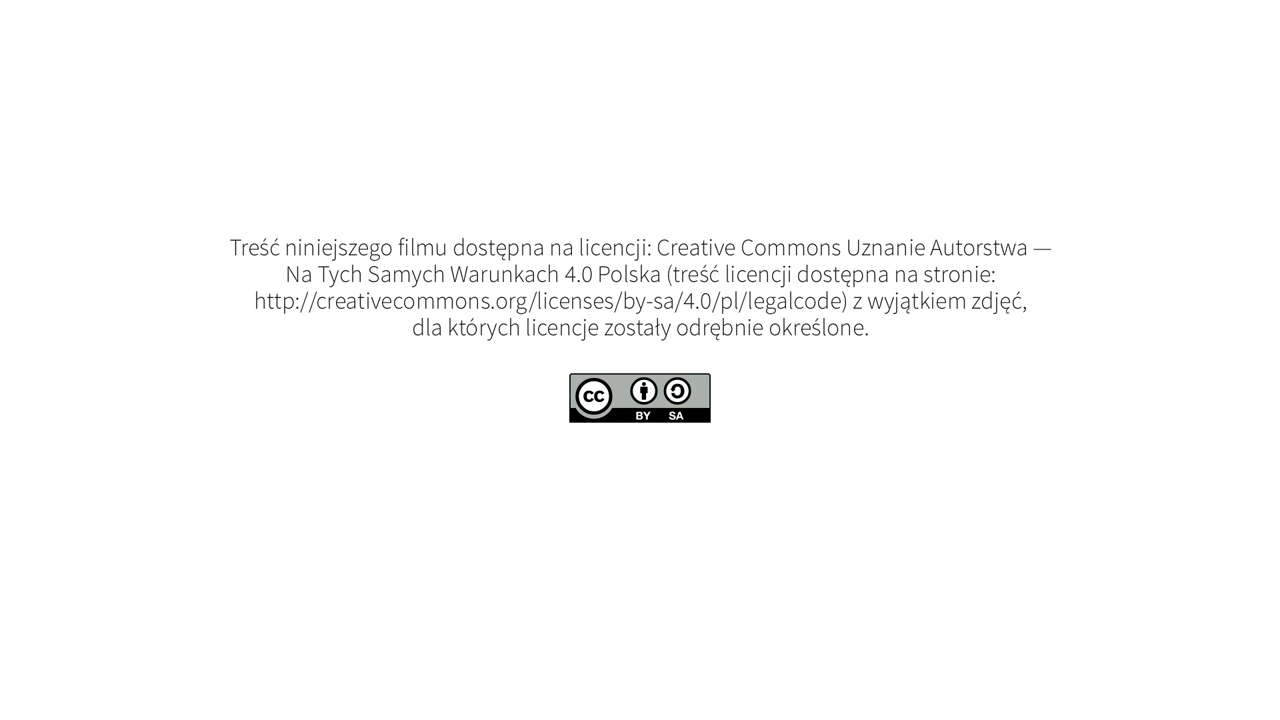 Treść niniejszego filmu dostępna na licencji: Creative Commons Uznanie Autorstwa —
Na Tych Samych Warunkach 4.0 Polska (treść licencji dostępna na stronie:
http://creativecommons.org/licenses/by-sa/4.0/pl/legalcode) z wyjątkiem zdjęć,
dla których licencje zostały odrębnie określone.
cc
BY SA